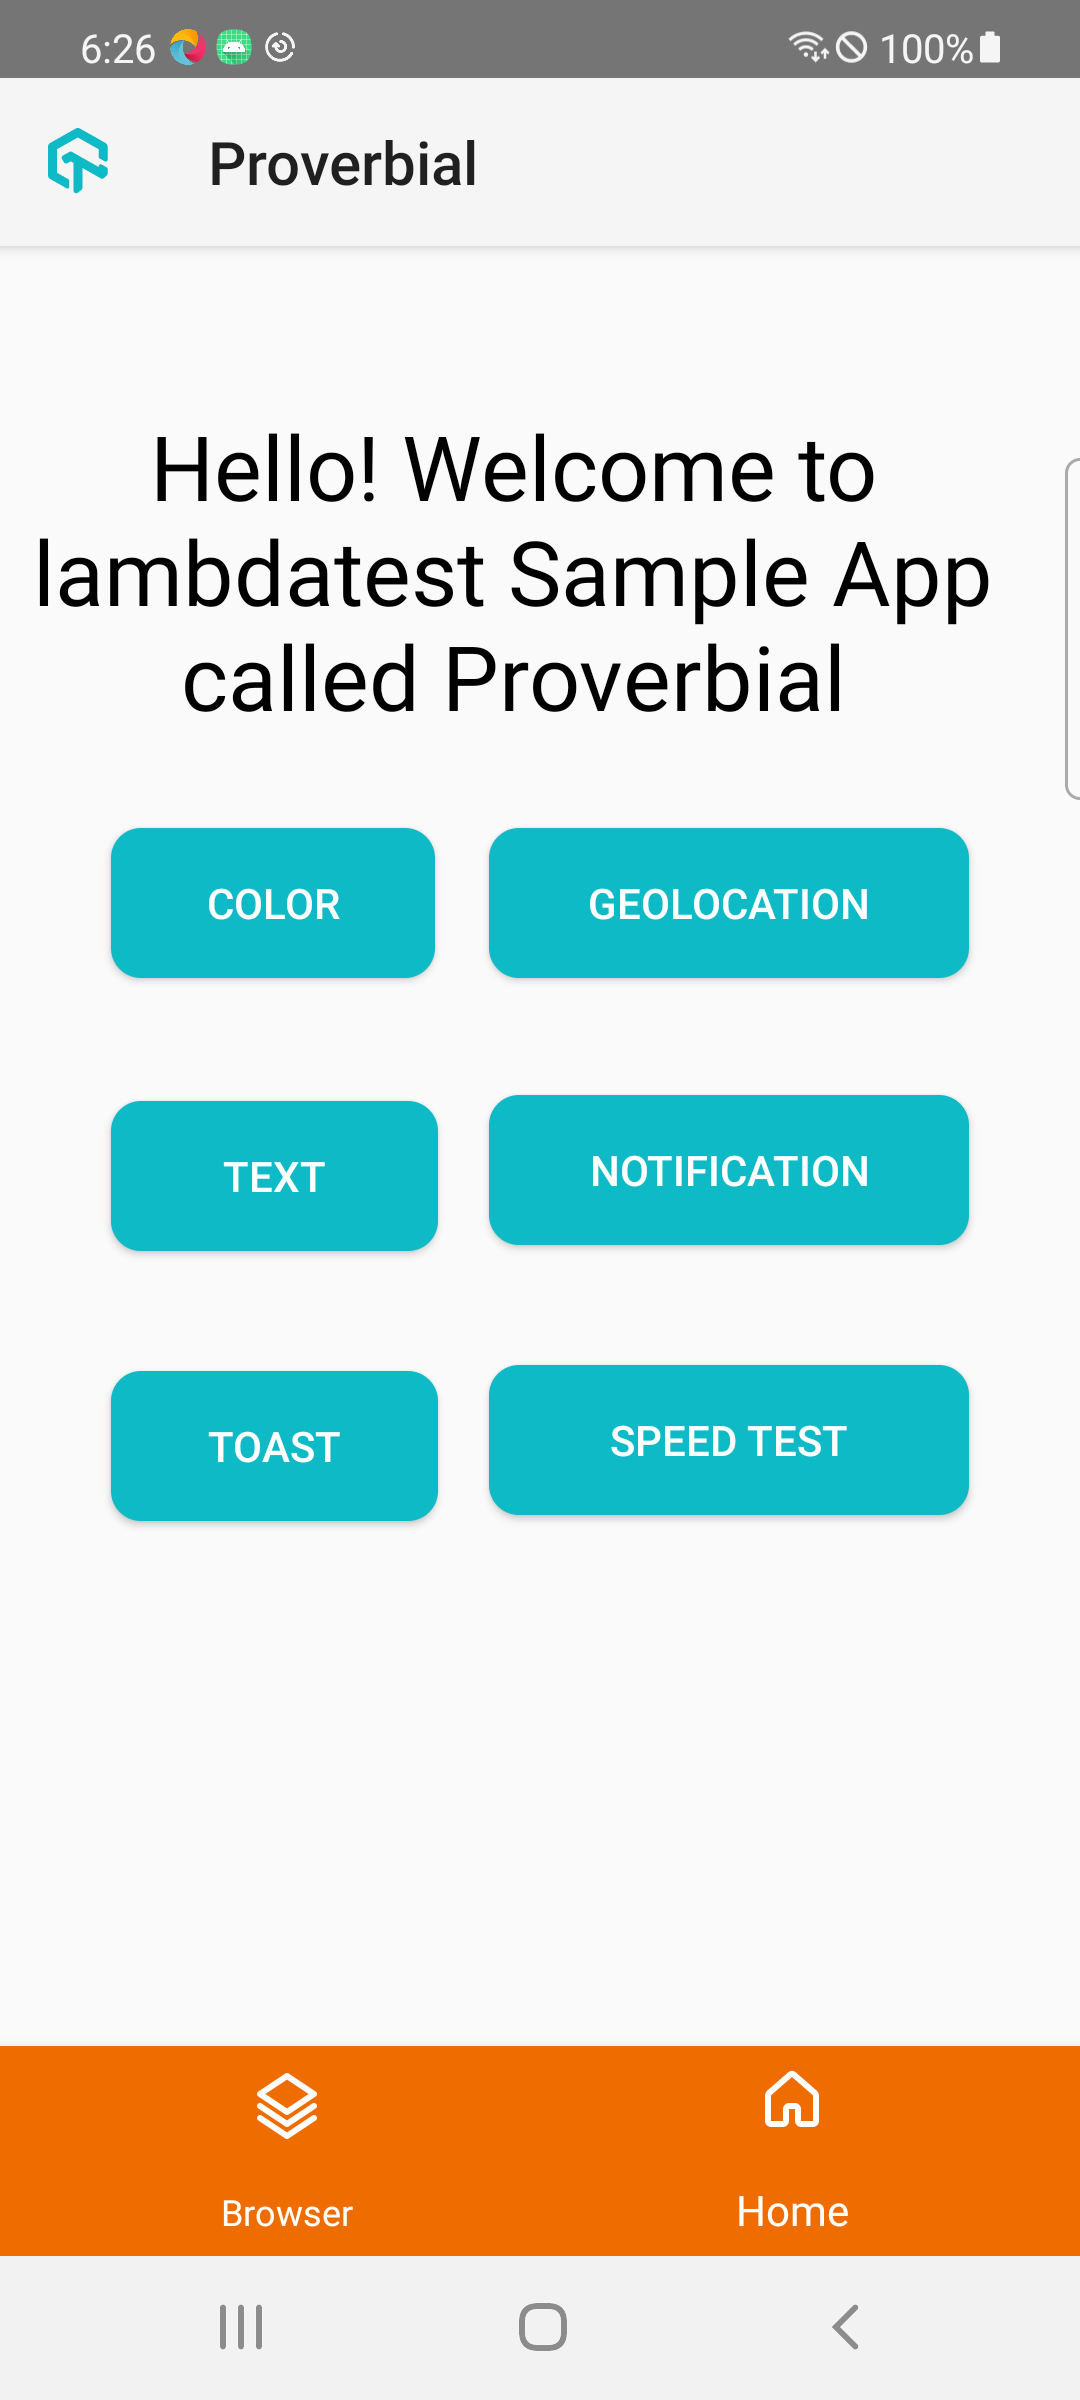 6:26 100%
Proverbial
Hello! Welcome to
lambdatest Sample App
called Proverbial
COLOR GEOLOCATION
TEXT NOTIFICATION
TOAST SPEED TEST
Browser Home